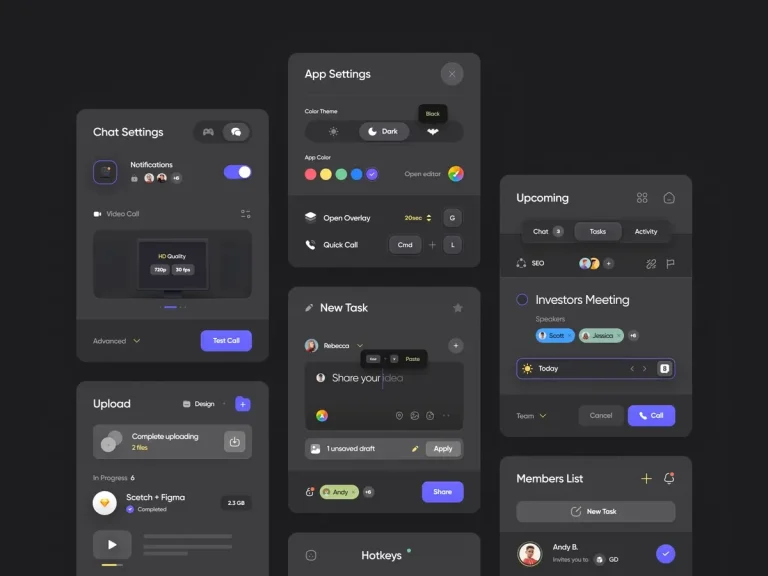 Chat Settings
Notifications
+8
Video Call
HD Quality
720p 30 fps
Advanced
Test Call
Upload
Design
Complete uploading
2 files
In Progress 6
Scetch + Figma
Completed
2.3 GB
App Settings
Color Theme
Black
Dark
App Color
Open editor
Open Overlay
20sec
G
Quick Call
Cmd + L
New Task
Rebecca
Paste
Share your idea
1 unsaved draft
Apply
Andy
+8
Share
Hotkeys
Upcoming
Chat 3
Tasks
Activity
SEO
Investors Meeting
Speakers
Scott ×
Jessica ×
+8
Today
8
Team
Cancel
Call
Members List
New Task
Andy B.
Invites you to:
GD